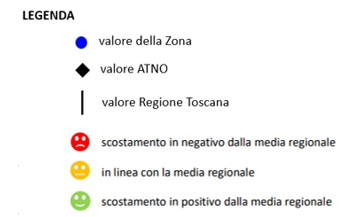 LEGENDA
valore della Zona
valore ATNO
valore Regione Toscana
scostamento in negativo dalla media regionale
in linea con la media regionale
scostamento in positivo dalla media regionale